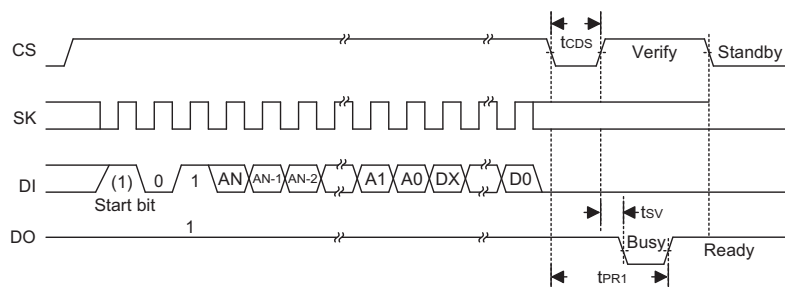 CS tCDS Verify Standby
SK
DI (1) 0 1 AN AN-1 AN-2 A1 A0 DX D0
Start bit
tSV
1
DO Busy Ready
tPR1